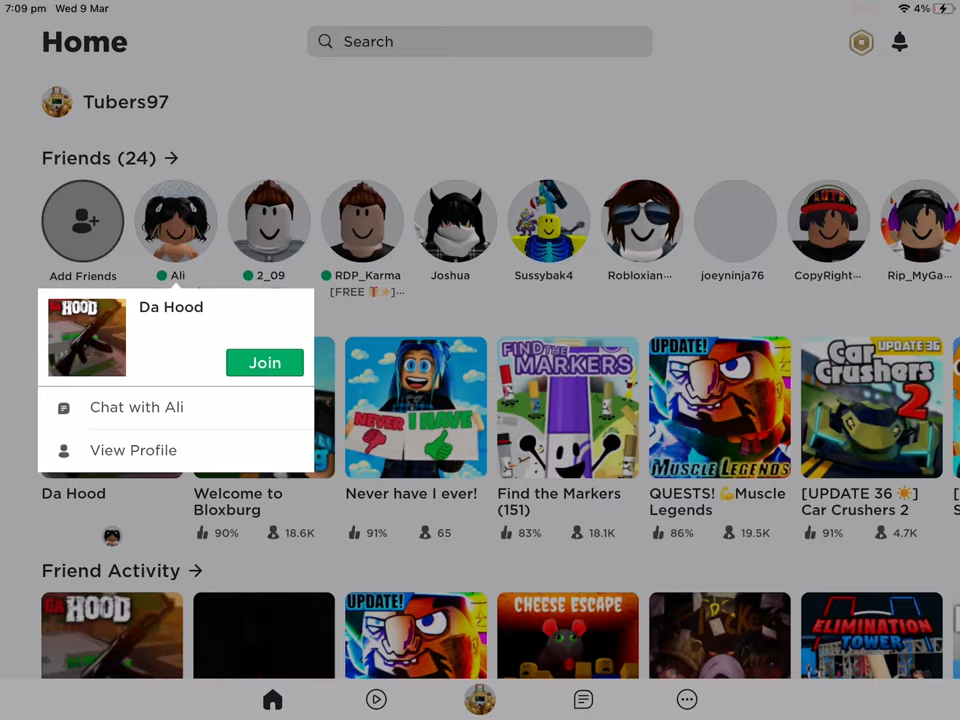 7:09 pm Wed 9 Mar 4%
Home
Search
Tubers97
Friends (24) →
Add Friends
Ali
2_09
RDP_Karma
[FREE 🎁✨]...
Joshua
Sussybak4
Robloxian...
joeyninja76
CopyRight...
Rip_MyGa...
HOOD
Da Hood
Join
Chat with Ali
View Profile
NEVER I HAVE
FIND THE MARKERS
UPDATE!
MUSCLE LEGENDS
UPDATE 36
Car Crushers 2
Da Hood
Welcome to
Bloxburg
90% 18.6K
Never have I ever!
91% 65
Find the Markers
(151)
83% 18.1K
QUESTS! 💪Muscle
Legends
86% 19.5K
[UPDATE 36 ☀️]
Car Crushers 2
91% 4.7K
Friend Activity →
DA HOOD
UPDATE!
CHEESE ESCAPE
ELIMINATION
TOWER